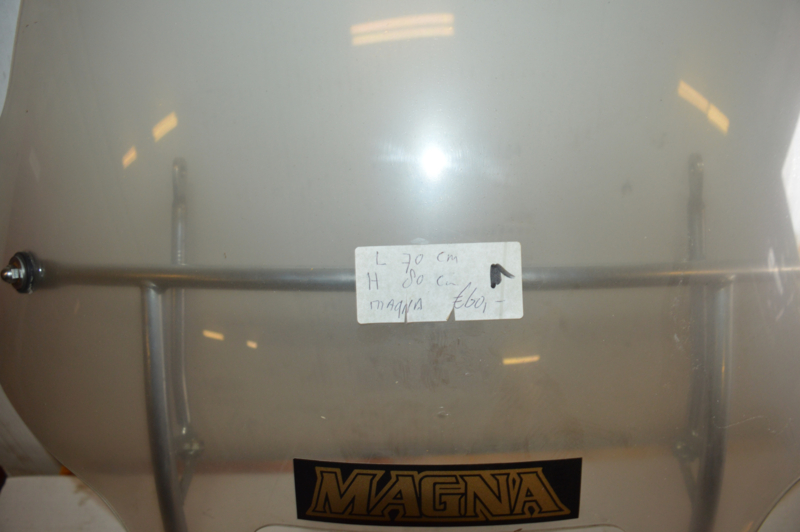 L 70 cm
H 80 cm
MAGNA €60,-
MAGNA